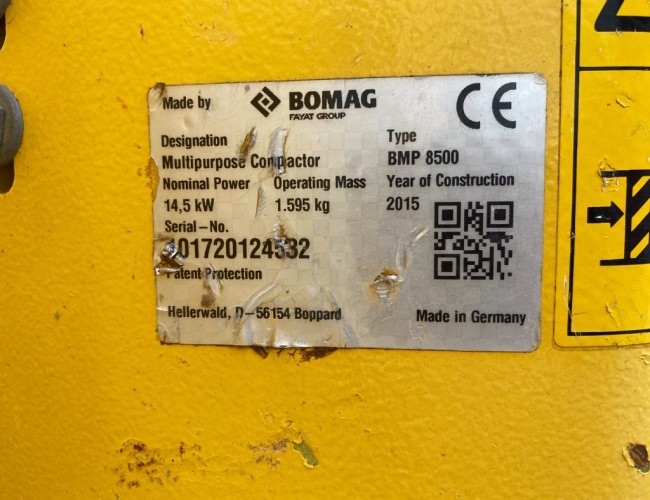 Made by BOMAG
FAYAT GROUP
CE
Designation Type
Multipurpose Compactor BMP 8500
Nominal Power Operating Mass Year of Construction
14,5 kW 1.595 kg 2015
Serial-No.
101720124532
Patent Protection
Hellerwald, D-56154 Boppard Made in Germany